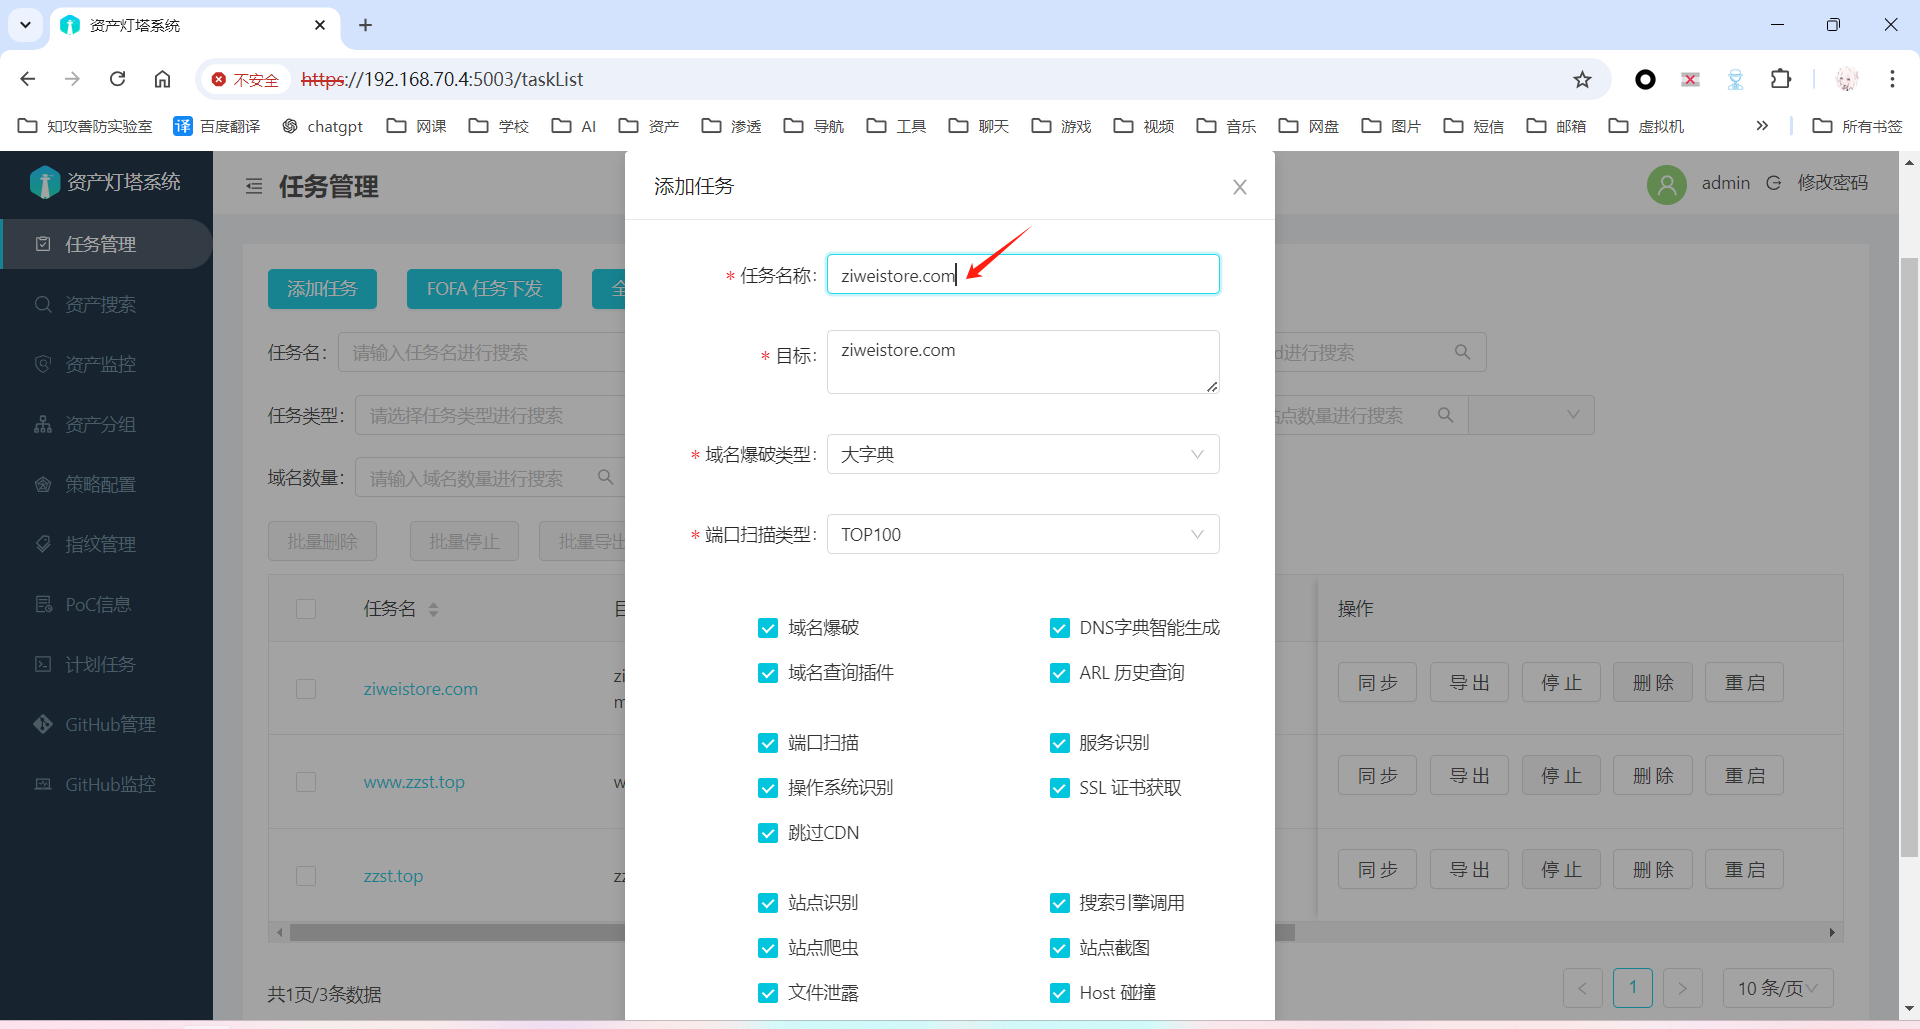 资产灯塔系统
不安全
https://192.168.70.4:5003/taskList
知攻善防实验室
译
百度翻译
chatgpt
网课
学校
AI
资产
渗透
导航
工具
聊天
游戏
视频
音乐
网盘
图片
短信
邮箱
虚拟机
所有书签
资产灯塔系统
任务管理
资产搜索
资产监控
资产分组
策略配置
指纹管理
PoC信息
计划任务
GitHub管理
GitHub监控
任务管理
admin
修改密码
添加任务
FOFA 任务下发
全
任务名:
请输入任务名进行搜索
d进行搜索
任务类型:
请选择任务类型进行搜索
点数量进行搜索
域名数量:
请输入域名数量进行搜索
批量删除
批量停止
批量导出
任务名
操作
ziweistore.com
zi
m
同 步
导 出
停 止
删 除
重 启
www.zzst.top
w
同 步
导 出
停 止
删 除
重 启
zzst.top
zz
同 步
导 出
停 止
删 除
重 启
共1页/3条数据
1
10 条/页
添加任务
* 任务名称:
ziweistore.com
* 目标:
ziweistore.com
* 域名爆破类型:
大字典
* 端口扫描类型:
TOP100
域名爆破
DNS字典智能生成
域名查询插件
ARL 历史查询
端口扫描
服务识别
操作系统识别
SSL 证书获取
跳过CDN
站点识别
搜索引擎调用
站点爬虫
站点截图
文件泄露
Host 碰撞